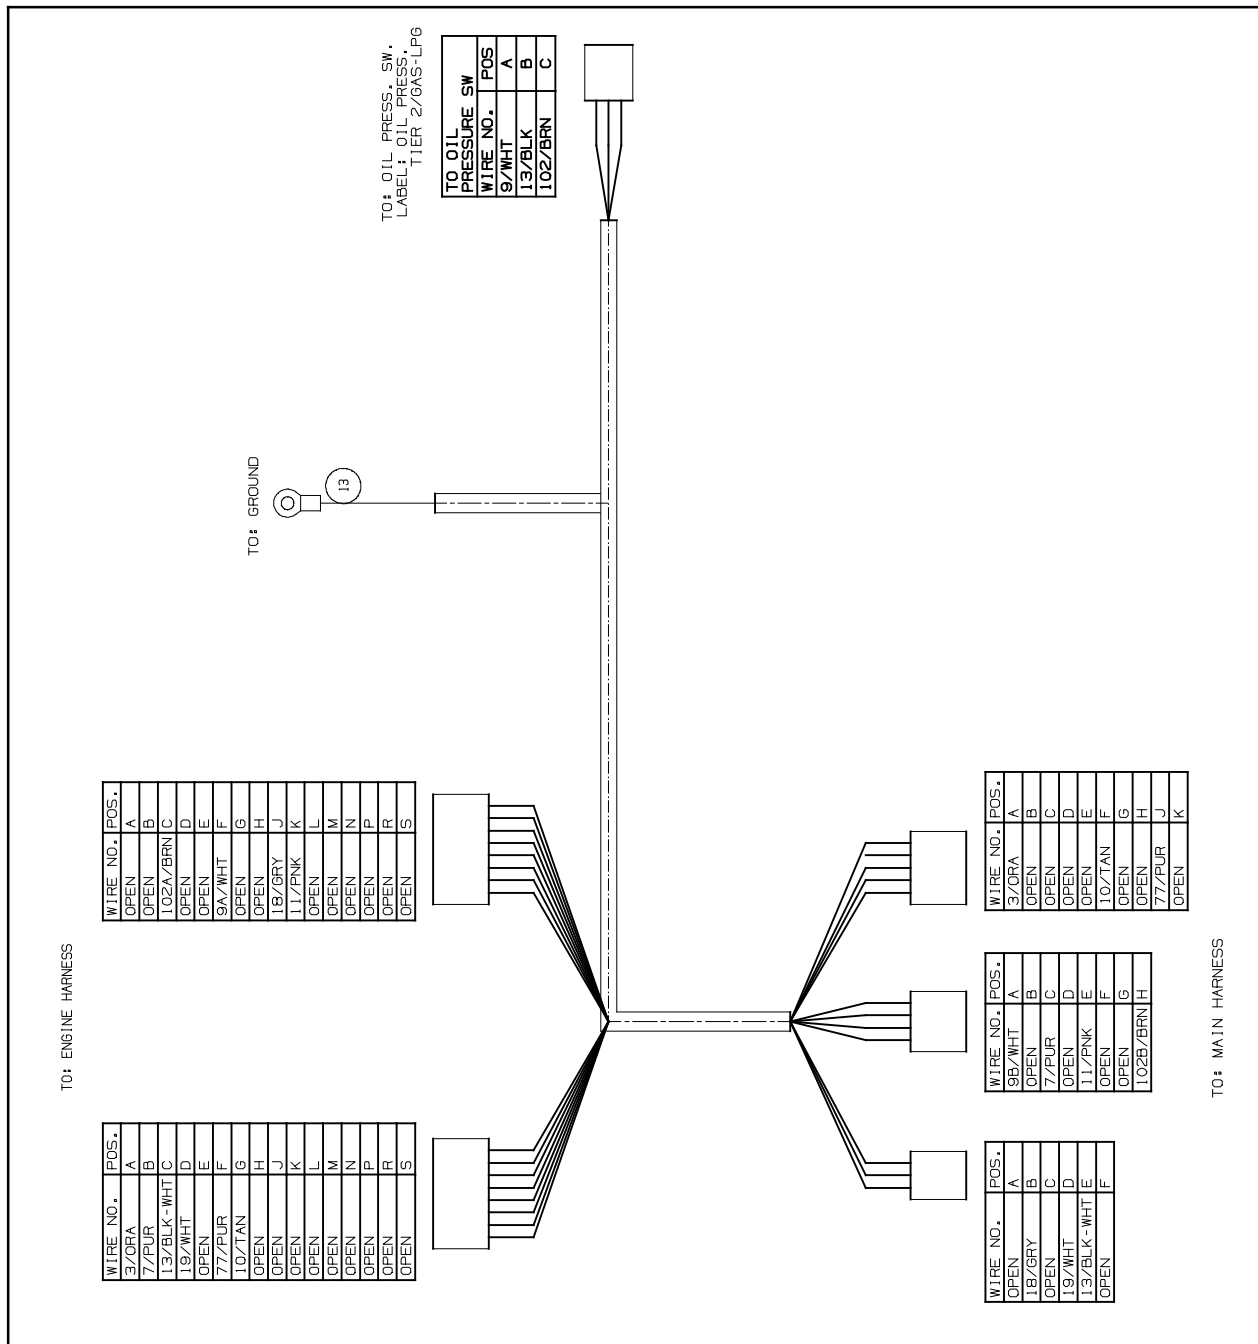 TO: OIL PRESS. SW.
LABEL: OIL PRESS.
TIER 2/GAS-LPG
TO OIL
PRESSURE SW
WIRE NO. POS
9/WHT A
13/BLK B
102/BRN C
TO: GROUND
13
TO: ENGINE HARNESS
WIRE NO. POS.
3/ORA A
7/PUR B
13/BLK-WHT C
19/WHT D
OPEN E
77/PUR F
10/TAN G
OPEN H
OPEN J
OPEN K
OPEN L
OPEN M
OPEN N
OPEN P
OPEN R
OPEN S
WIRE NO. POS.
OPEN A
OPEN B
102A/BRN C
OPEN D
OPEN E
9A/WHT F
OPEN G
OPEN H
18/GRY J
11/PNK K
OPEN L
OPEN M
OPEN N
OPEN P
OPEN R
OPEN S
WIRE NO. POS.
OPEN A
18/GRY B
OPEN C
19/WHT D
13/BLK-WHT E
OPEN F
WIRE NO. POS.
9B/WHT A
OPEN B
7/PUR C
OPEN D
11/PNK E
OPEN F
OPEN G
102B/BRN H
WIRE NO. POS.
3/ORA A
OPEN B
OPEN C
OPEN D
OPEN E
10/TAN F
OPEN G
OPEN H
77/PUR J
OPEN K
TO: MAIN HARNESS